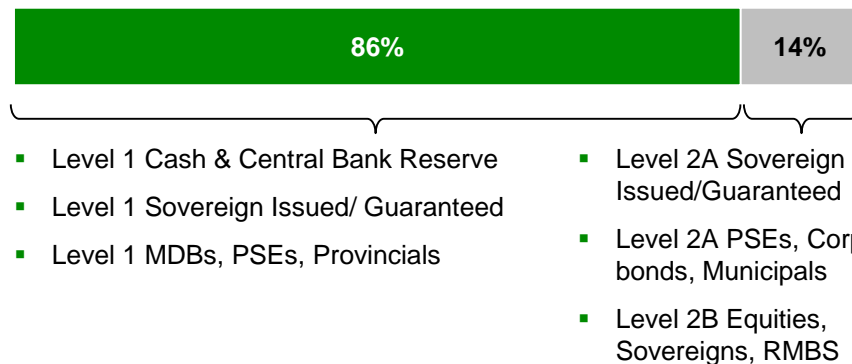 86%
14%
Level 1 Cash & Central Bank Reserve
Level 1 Sovereign Issued/ Guaranteed
Level 1 MDBs, PSEs, Provincials
Level 2A Sovereign
Issued/Guaranteed
Level 2A PSEs,
bonds, Municipals
Level 2B Equities,
Sovereigns, RMBS